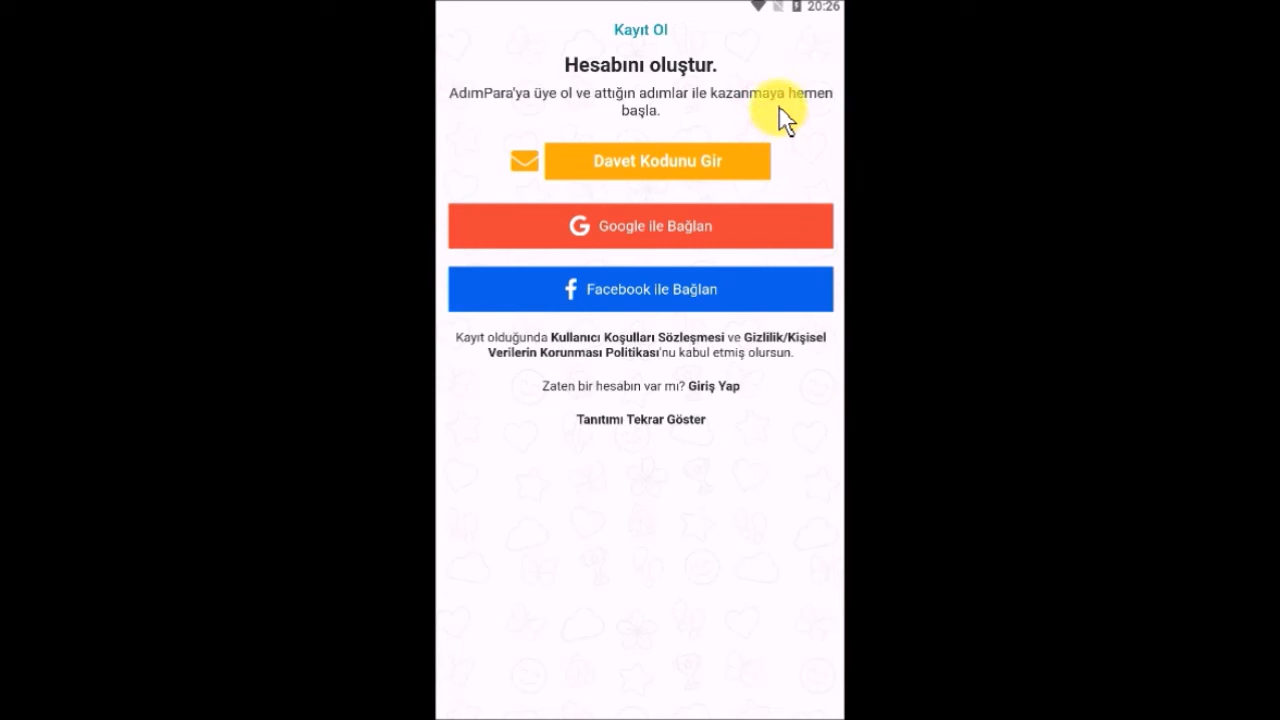 20:26
Kayıt Ol
Hesabını oluştur.
AdımPara'ya üye ol ve attığın adımlar ile kazanmaya hemen
başla.
Davet Kodunu Gir
Google ile Bağlan
Facebook ile Bağlan
Kayıt olduğunda Kullanıcı Koşulları Sözleşmesi ve Gizlilik/Kişisel
Verilerin Korunması Politikası'nu kabul etmiş olursun.
Zaten bir hesabın var mı? Giriş Yap
Tanıtımı Tekrar Göster